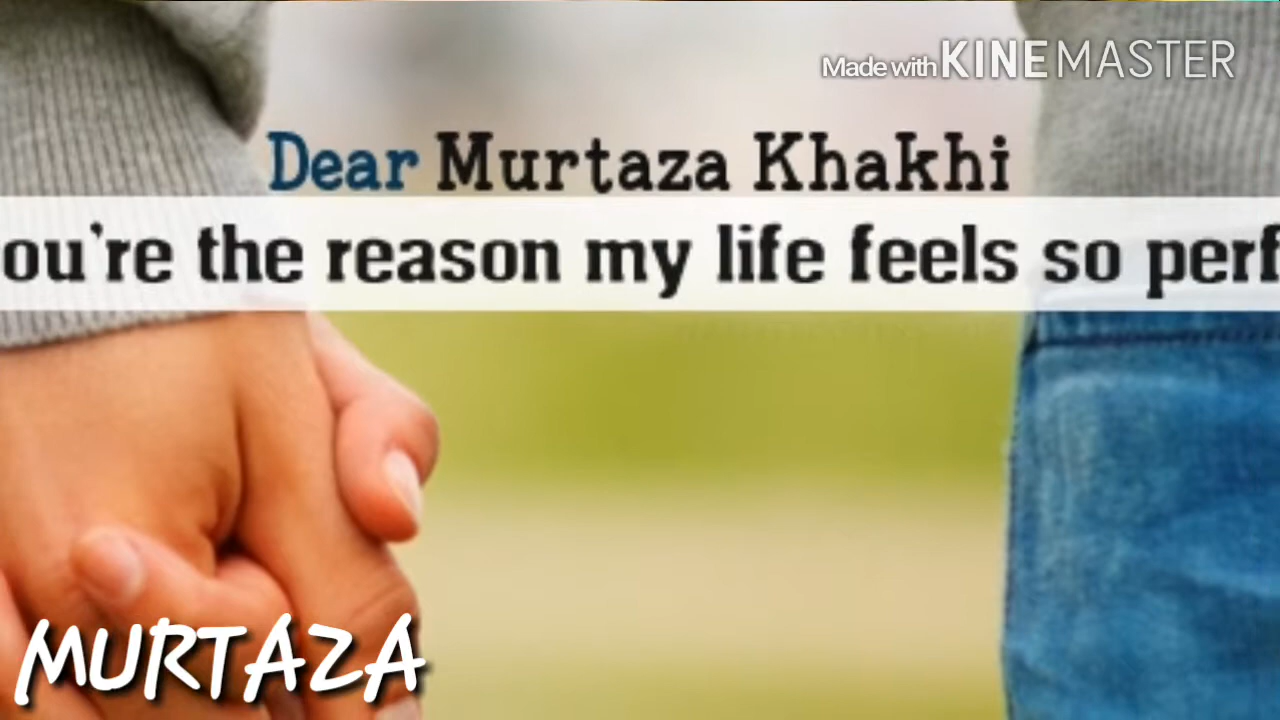 Made with KINEMASTER
Dear Murtaza Khakhi
ou're the reason my life feels so perf
MURTAZA